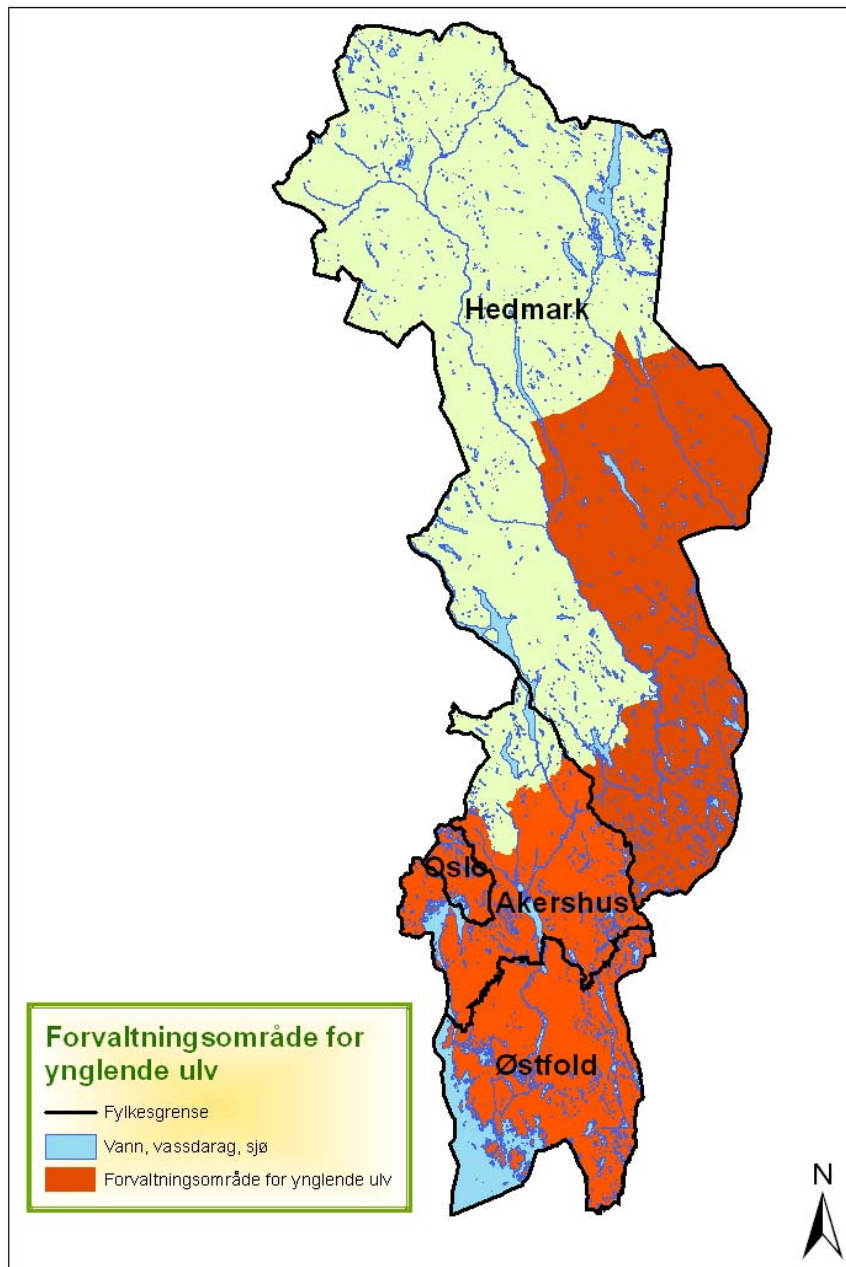 Hedmark
Oslo
Akershus
Østfold
Forvaltningsområde for
ynglende ulv
Fylkesgrense
Vann, vassdarag, sjø
Forvaltningsområde for ynglende ulv
N